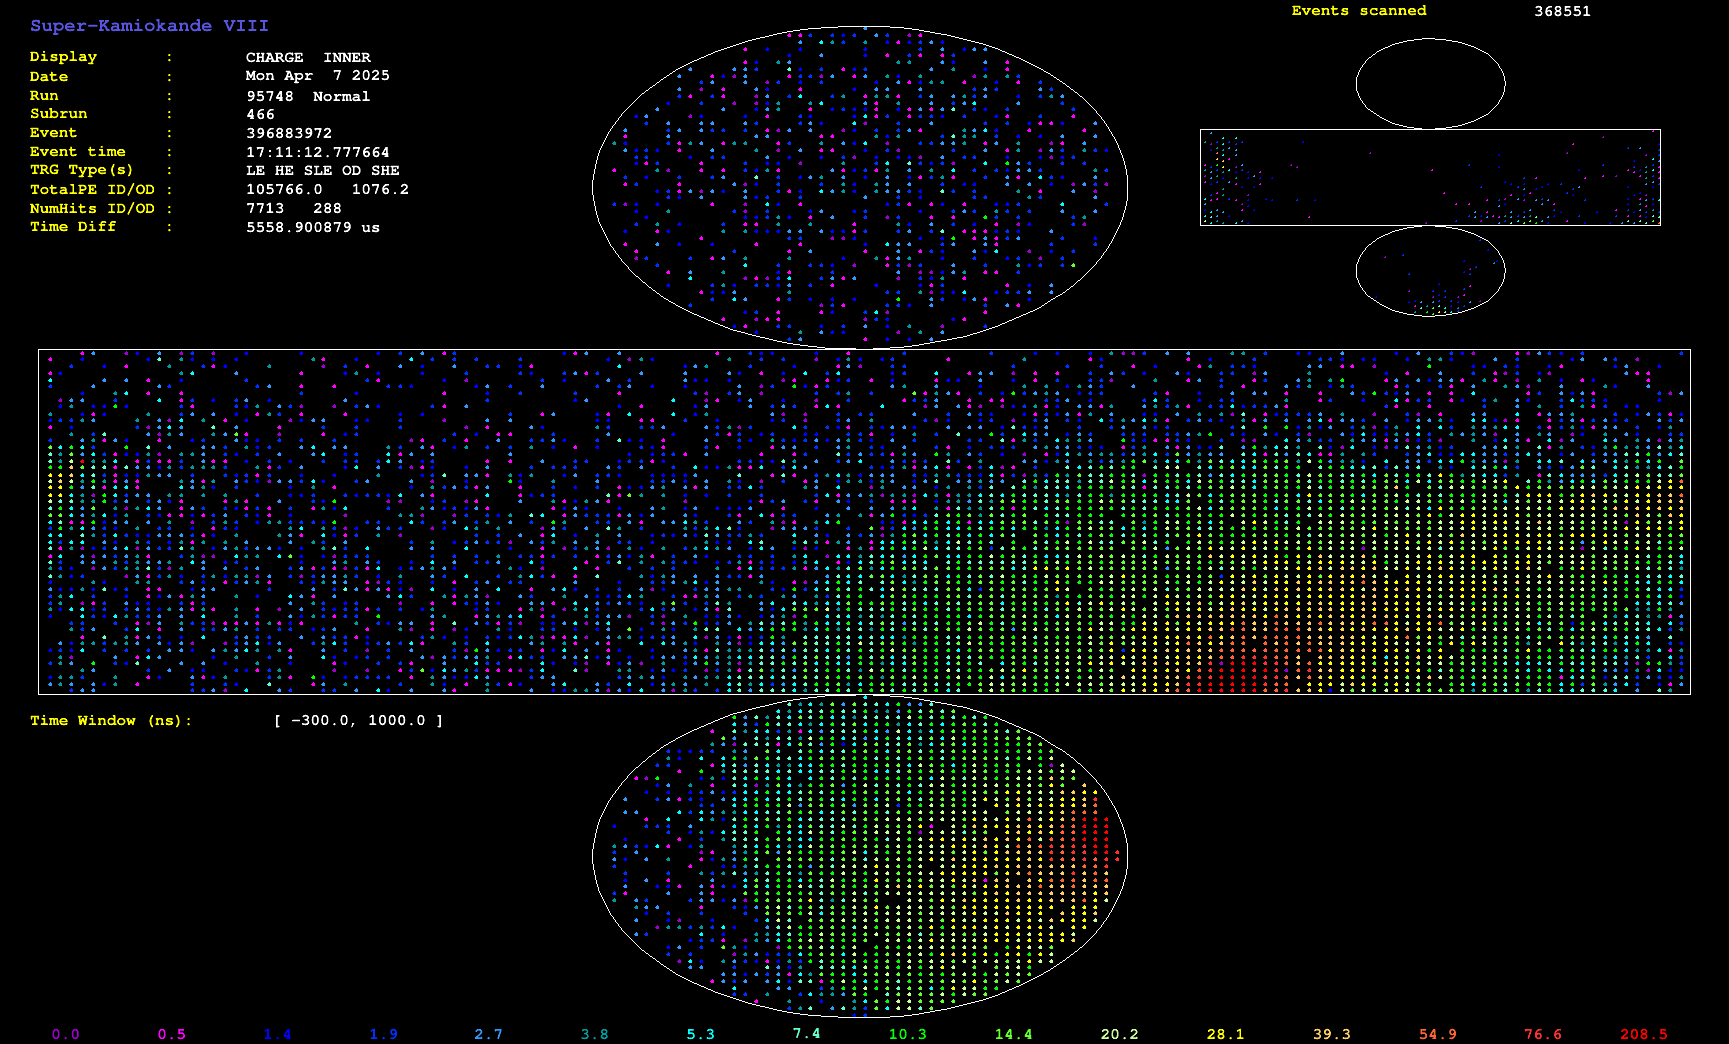 Super-Kamiokande VIII
Events scanned 368551
Display : CHARGE INNER
Date : Mon Apr 7 2025
Run : 95748 Normal
Subrun : 466
Event : 396883972
Event time : 17:11:12.777664
TRG Type(s) : LE HE SLE OD SHE
TotalPE ID/OD : 105766.0 1076.2
NumHits ID/OD : 7713 288
Time Diff : 5558.900879 us
Time Window (ns): [ -300.0, 1000.0 ]
0.0 0.5 1.4 1.9 2.7 3.8 5.3 7.4 10.3 14.4 20.2 28.1 39.3 54.9 76.6 208.5